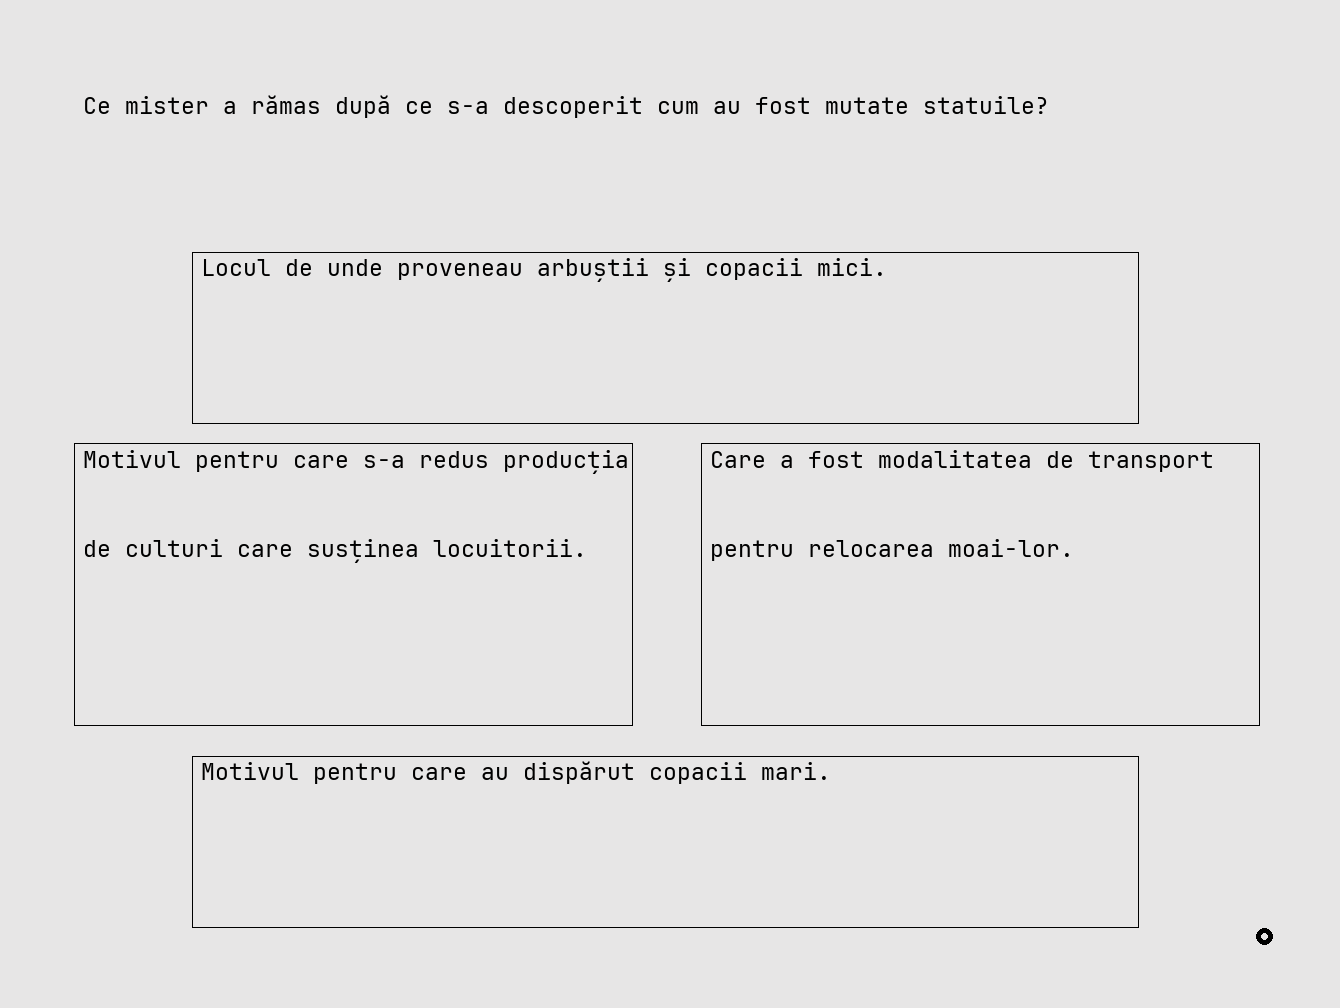 Ce mister a rămas după ce s-a descoperit cum au fost mutate statuile?
Locul de unde proveneau arbuștii și copacii mici.
Motivul pentru care s-a redus producția
de culturi care susținea locuitorii.
Care a fost modalitatea de transport
pentru relocarea moai-lor.
Motivul pentru care au dispărut copacii mari.